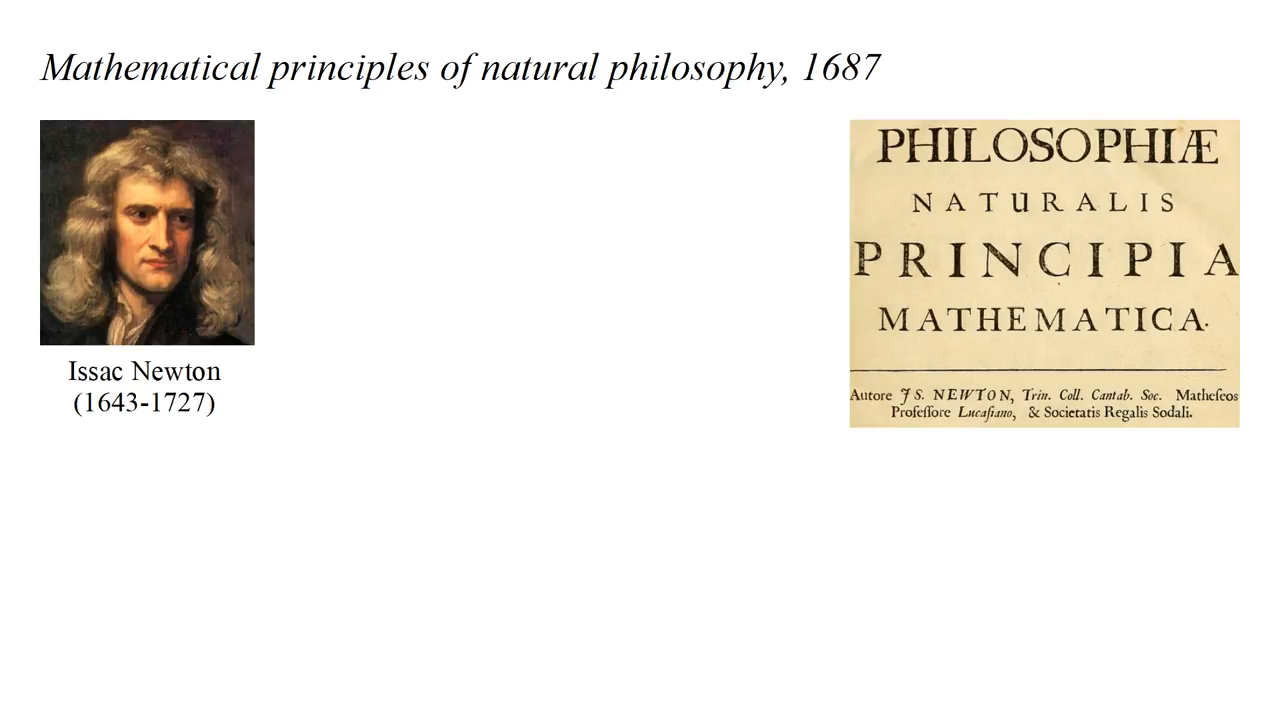 Mathematical principles of natural philosophy, 1687
Issac Newton
(1643-1727)
PHILOSOPHIÆ
NATURALIS
PRINCIPIA
MATHEMATICA.
Autore JS. NEWTON, Trin. Coll. Cantab. Soc. Matheſeos
Profeſſore Lucaſiano, & Societatis Regalis Sodali.